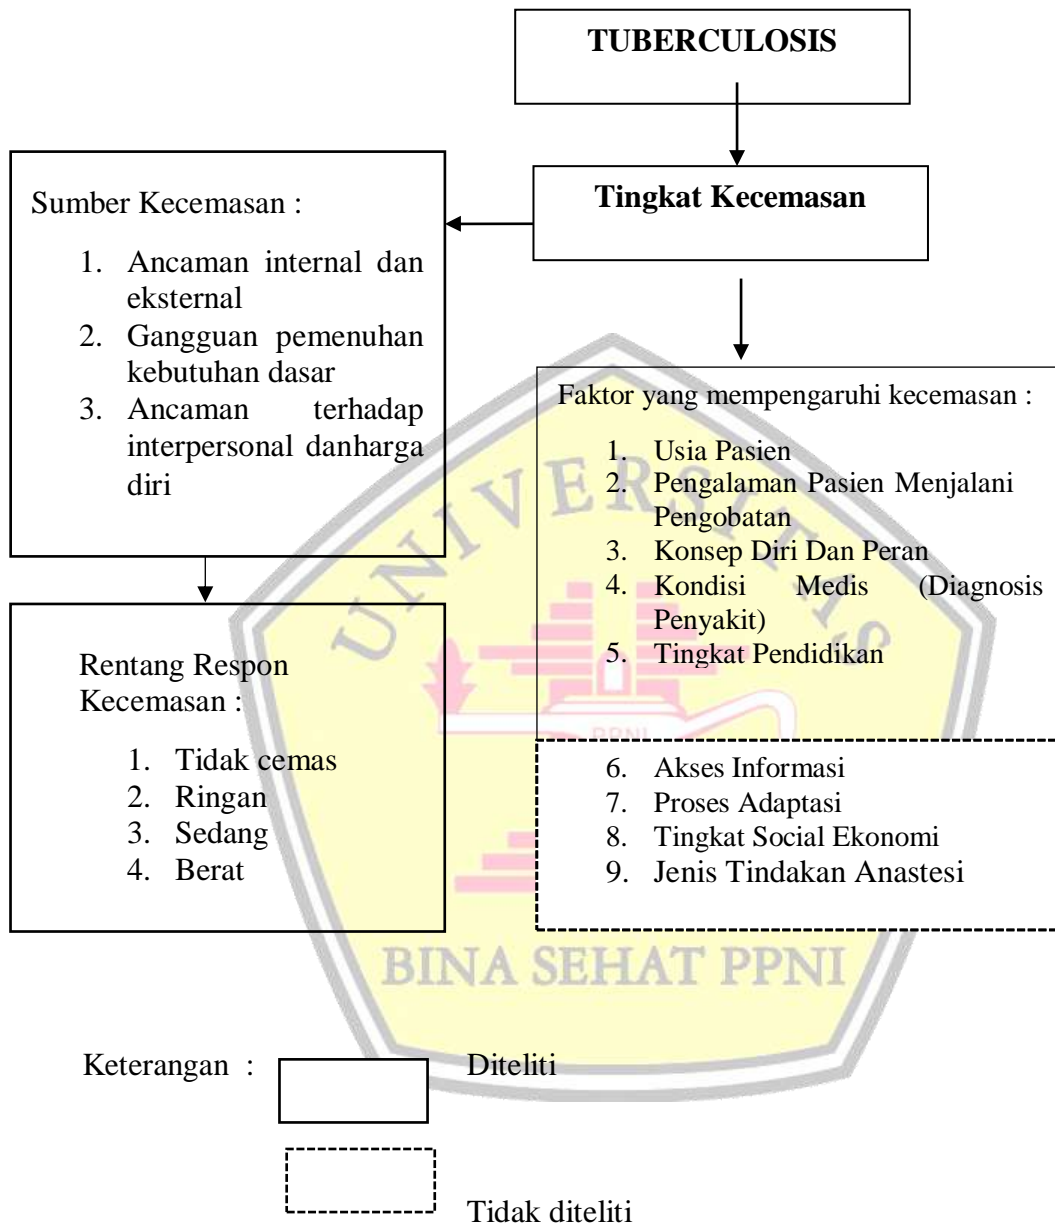 TUBERCULOSIS
Tingkat Kecemasan
Sumber Kecemasan :
1. Ancaman internal dan
eksternal
2. Gangguan pemenuhan
kebutuhan dasar
3. Ancaman terhadap
interpersonal danharga
diri
Faktor yang mempengaruhi kecemasan :
1. Usia Pasien
2. Pengalaman Pasien Menjalani
Pengobatan
3. Konsep Diri Dan Peran
4. Kondisi Medis (Diagnosis
Penyakit)
5. Tingkat Pendidikan
Rentang Respon
Kecemasan :
1. Tidak cemas
2. Ringan
3. Sedang
4. Berat
6. Akses Informasi
7. Proses Adaptasi
8. Tingkat Social Ekonomi
9. Jenis Tindakan Anastesi
UNIVERSITAS
PPNI
BINA SEHAT PPNI
Keterangan :
Diteliti
Tidak diteliti